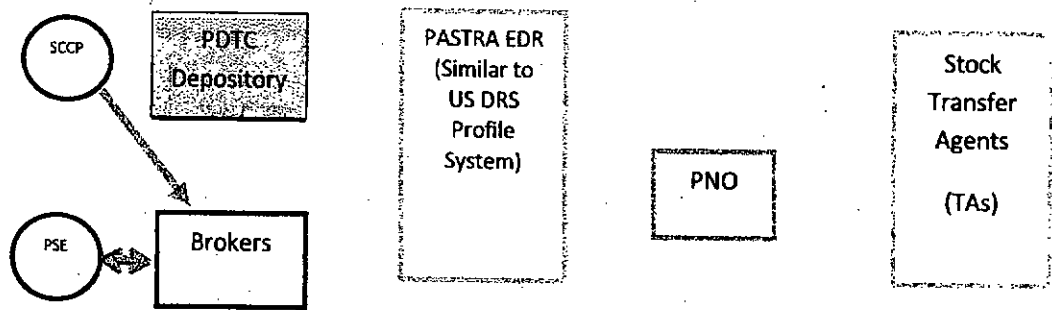 SCCP
PDTC
Depository
PSE
Brokers
PASTRA EDR
(Similar to
US DRS
Profile
System)
PNO
Stock
Transfer
Agents
(TAs)